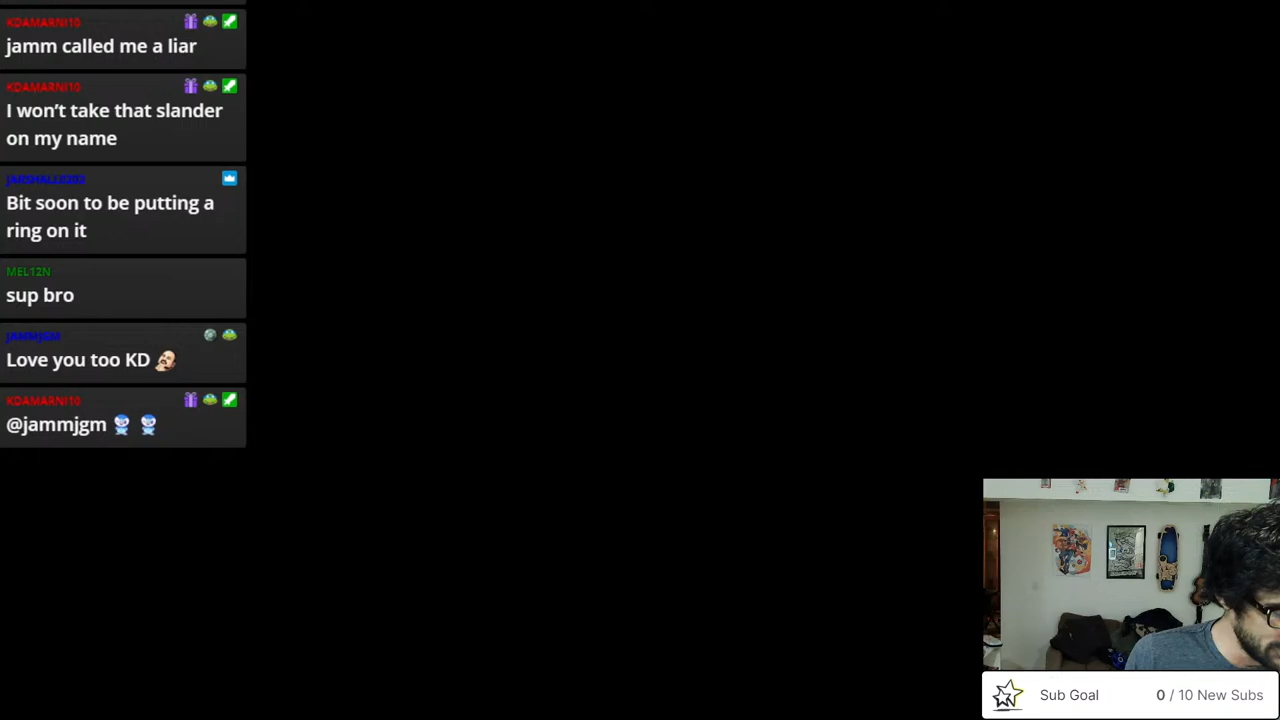 KDAMARNI10
jamm called me a liar
KDAMARNI10
I won't take that slander
on my name
Bit soon to be putting a
ring on it
MEL12N
sup bro
JAMMJGM
Love you too KD
KDAMARNI10
@jammjgm
Sub Goal 0 / 10 New Subs